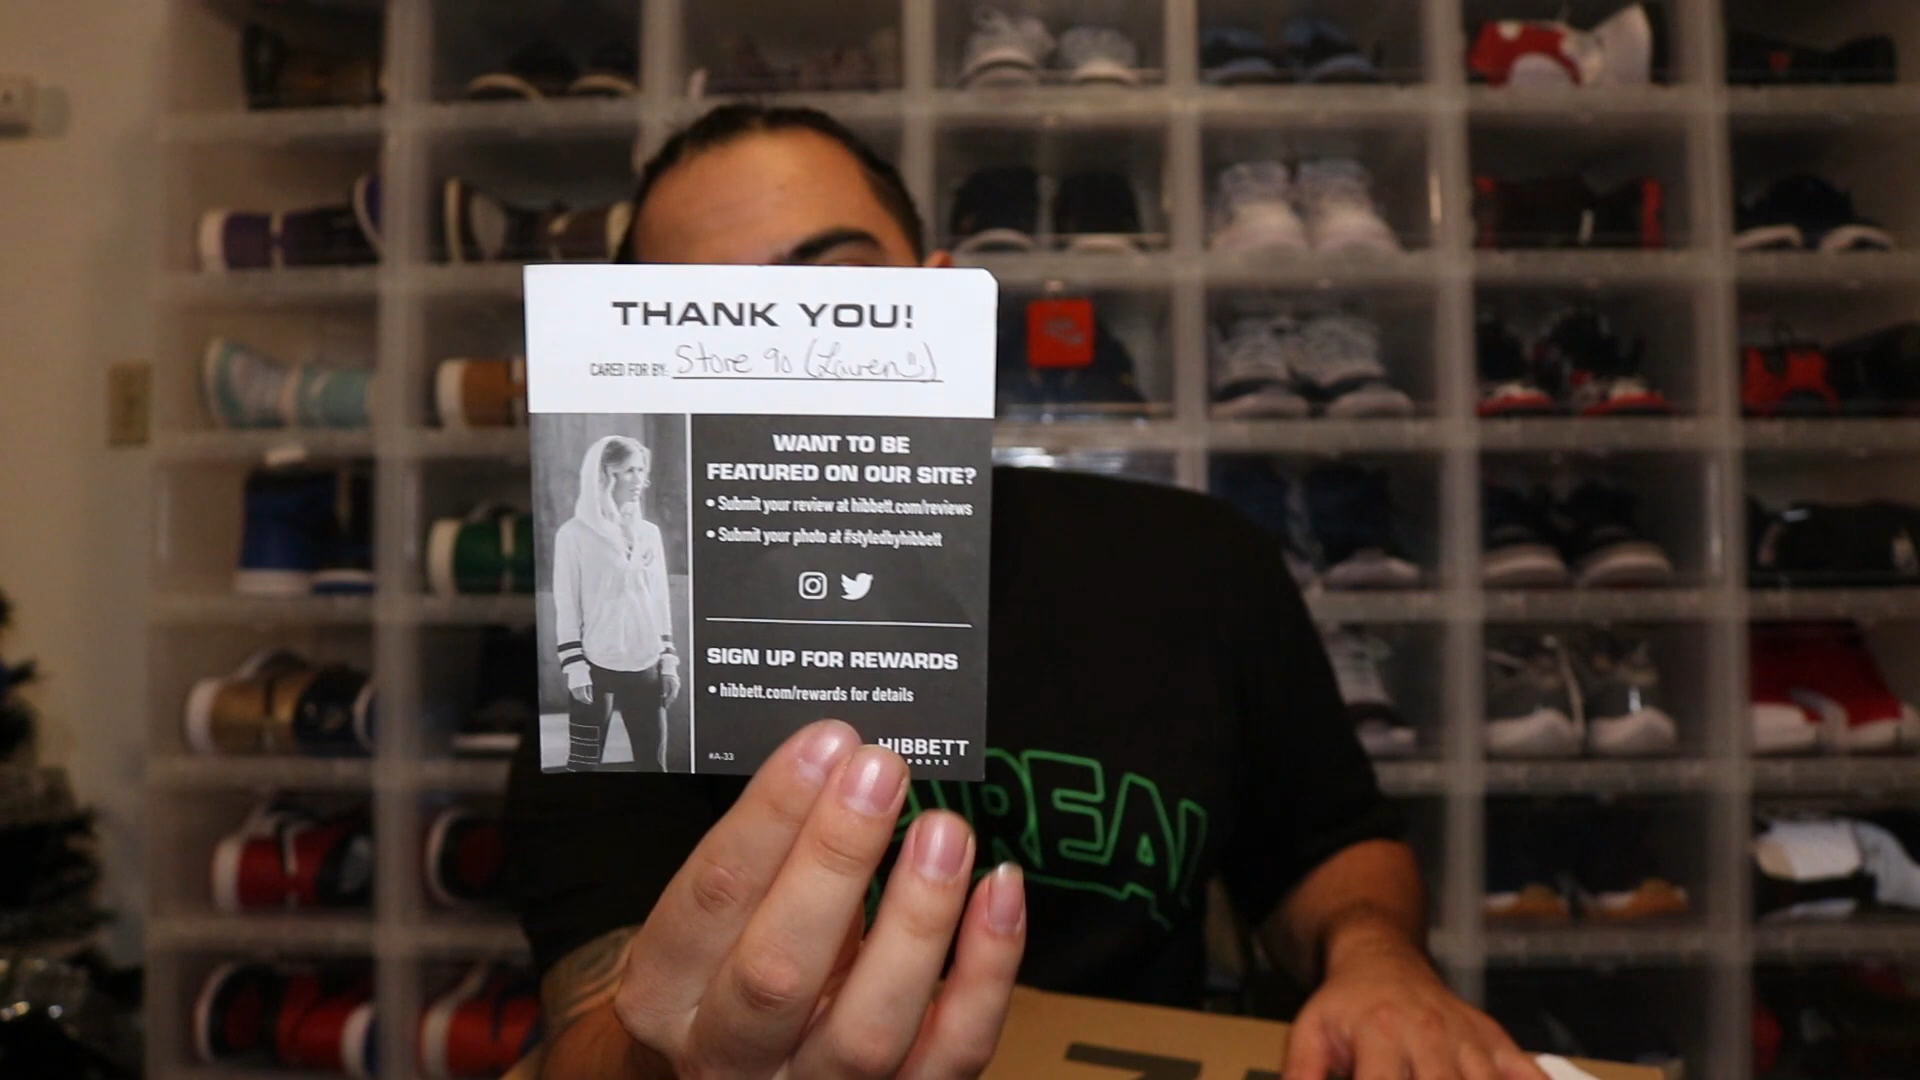 THANK YOU!
CARED FOR BY: Store 90 (Lauren :))
WANT TO BE
FEATURED ON OUR SITE?
• Submit your review at hibbett.com/reviews
• Submit your photo at #styledbyhibbett
SIGN UP FOR REWARDS
• hibbett.com/rewards for details
#A-33
HIBBETT